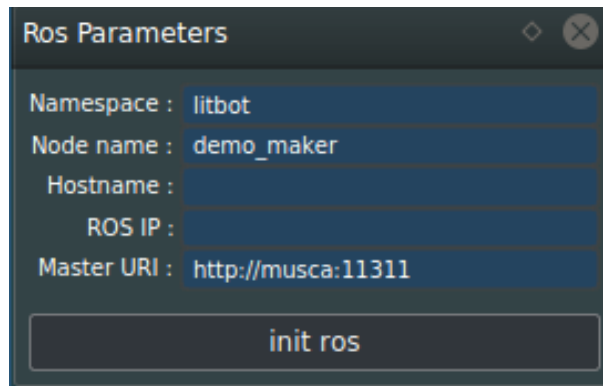 Ros Parameters
Namespace : litbot
Node name : demo_maker
Hostname :
ROS IP :
Master URI : http://musca:11311
init ros